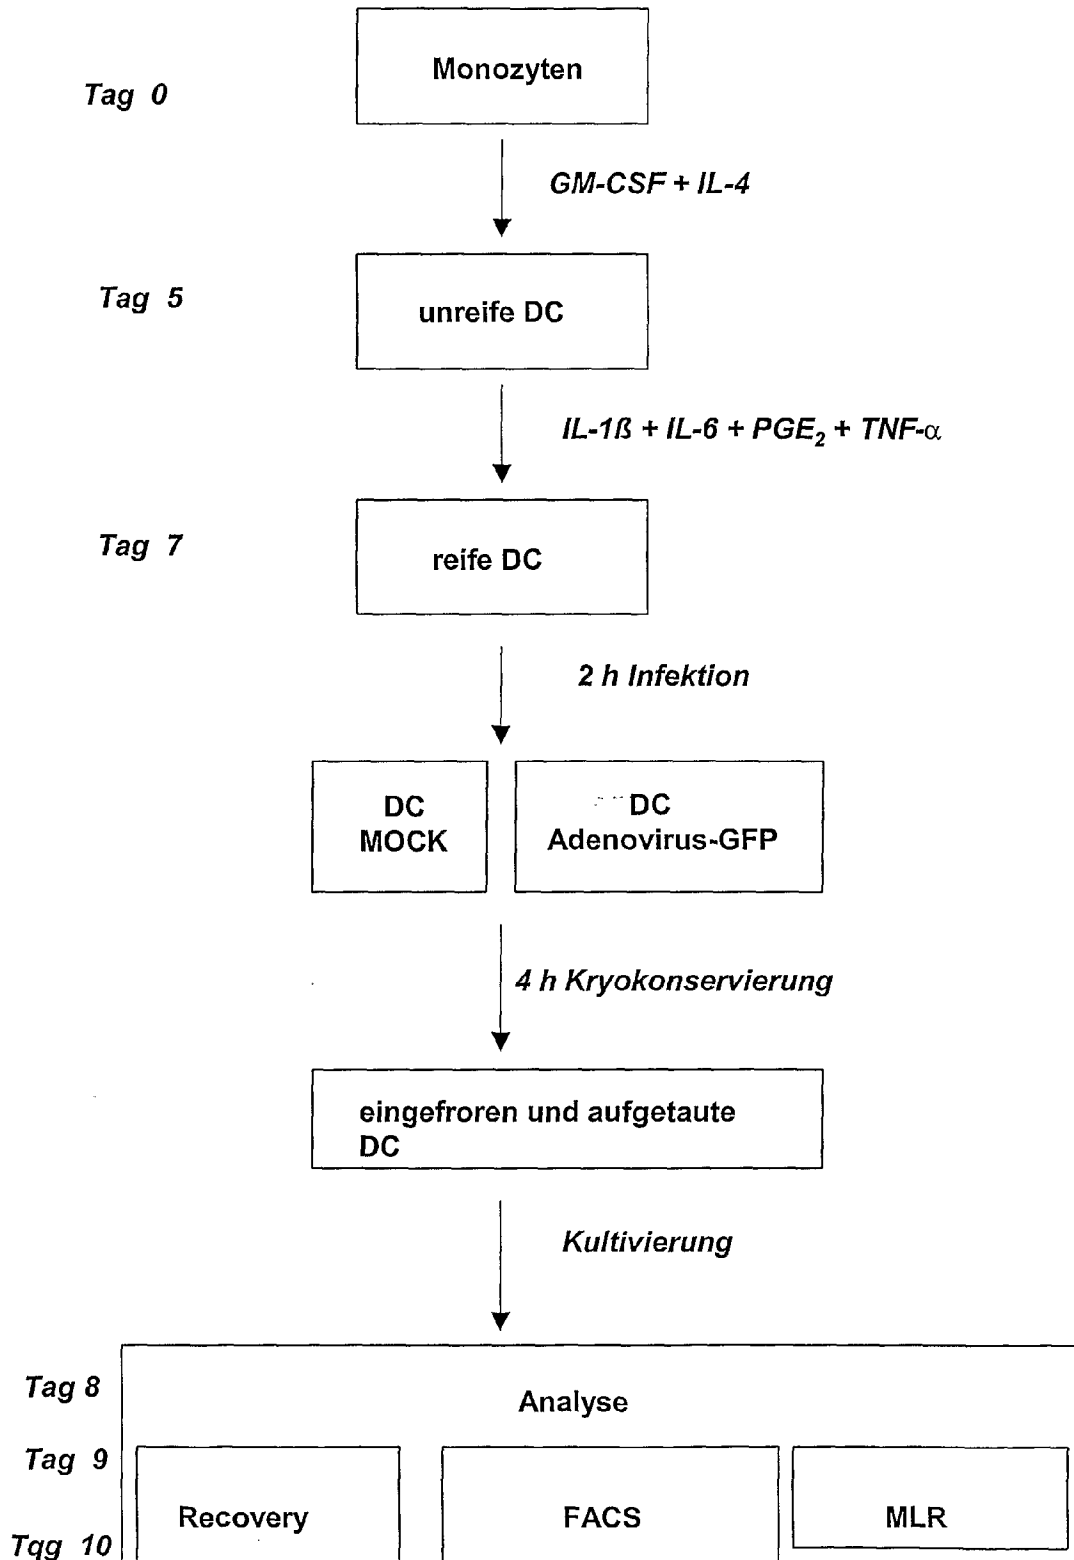 Monozyten
Tag 0
GM-CSF + IL-4
Tag 5
unreife DC
IL-1ß + IL-6 + PGE₂ + TNF-α
Tag 7
reife DC
2 h Infektion
DC
MOCK
DC
Adenovirus-GFP
4 h Kryokonservierung
eingefroren und aufgetaute
DC
Kultivierung
Tag 8
Analyse
Tag 9
Recovery
FACS
MLR
Tqg 10